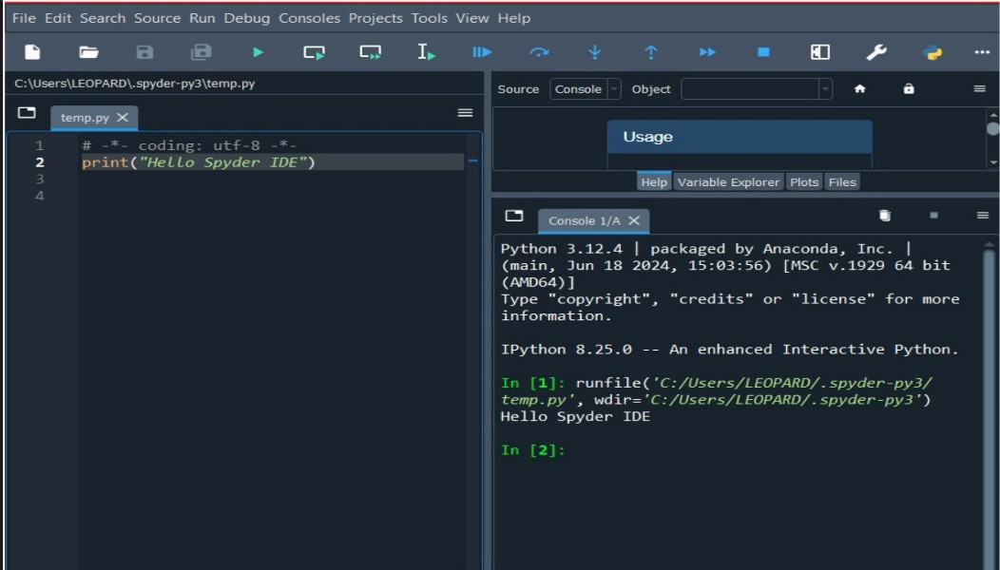 File Edit Search Source Run Debug Consoles Projects Tools View Help
C:\Users\LEOPARD\.spyder-py3\temp.py
temp.py
1 # -*- coding: utf-8 -*-
2 print("Hello Spyder IDE")
3
4
Source Console Object
Usage
Help Variable Explorer Plots Files
Console 1/A
Python 3.12.4 | packaged by Anaconda, Inc. |
(main, Jun 18 2024, 15:03:56) [MSC v.1929 64 bit
(AMD64)]
Type "copyright", "credits" or "license" for more
information.
IPython 8.25.0 -- An enhanced Interactive Python.
In [1]: runfile('C:/Users/LEOPARD/.spyder-py3/
temp.py', wdir='C:/Users/LEOPARD/.spyder-py3')
Hello Spyder IDE
In [2]: